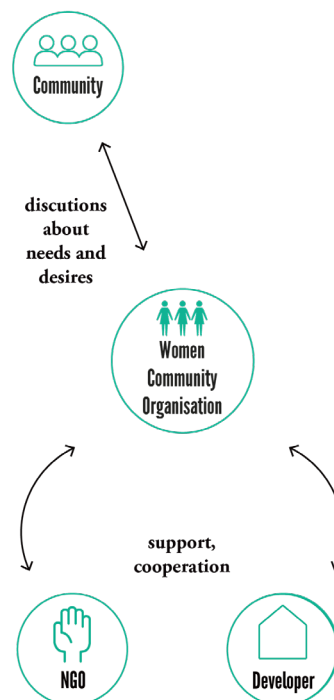 Community
discutions
about
needs and
desires
Women
Community
Organisation
support,
cooperation
NGO
Developer